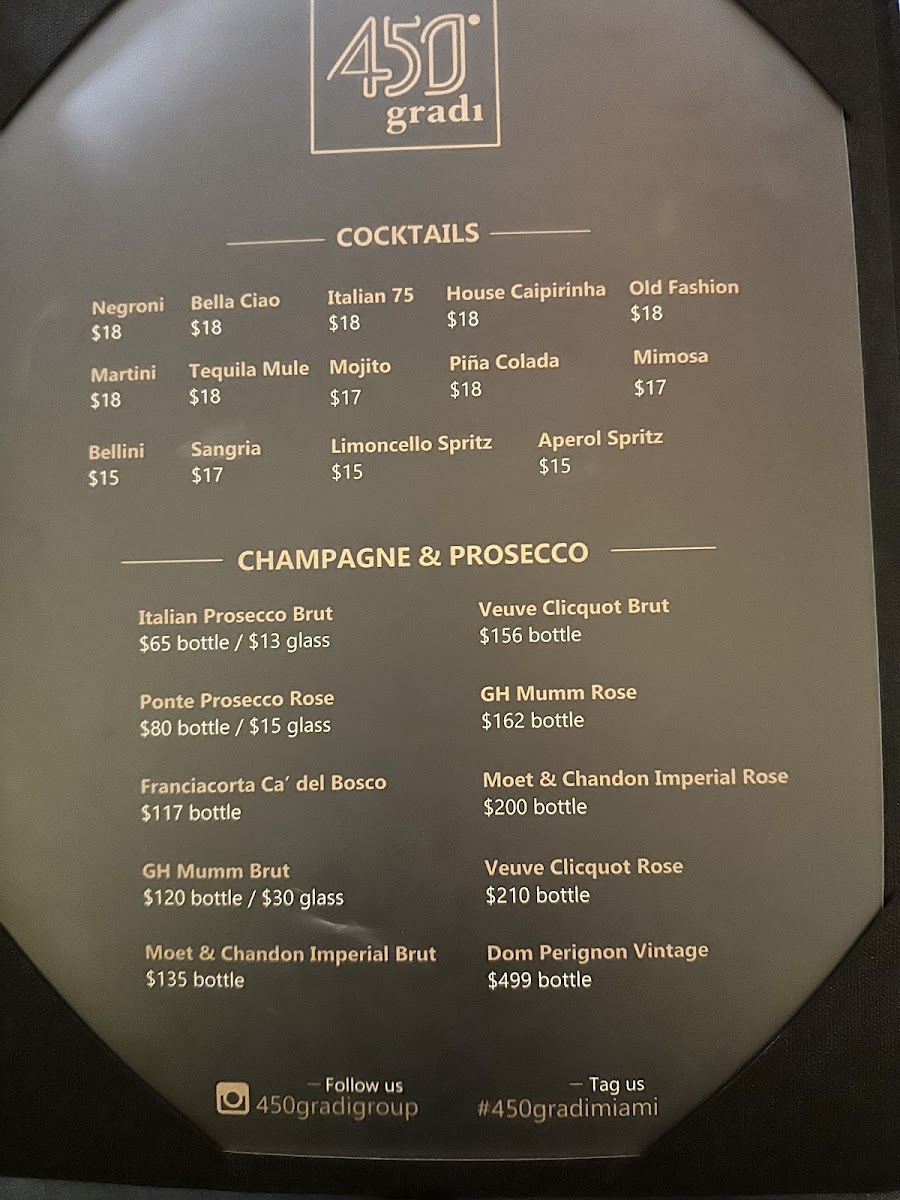 450°
gradi
COCKTAILS
Negroni Bella Ciao Italian 75 House Caipirinha Old Fashion
$18 $18 $18 $18 $18
Martini Tequila Mule Mojito Piña Colada Mimosa
$18 $18 $17 $18 $17
Bellini Sangria Limoncello Spritz Aperol Spritz
$15 $17 $15 $15
CHAMPAGNE & PROSECCO
Italian Prosecco Brut
$65 bottle / $13 glass
Ponte Prosecco Rose
$80 bottle / $15 glass
Franciacorta Ca' del Bosco
$117 bottle
GH Mumm Brut
$120 bottle / $30 glass
Moet & Chandon Imperial Brut
$135 bottle
Veuve Clicquot Brut
$156 bottle
GH Mumm Rose
$162 bottle
Moet & Chandon Imperial Rose
$200 bottle
Veuve Clicquot Rose
$210 bottle
Dom Perignon Vintage
$499 bottle
— Follow us
450gradigroup
— Tag us
#450gradimiami